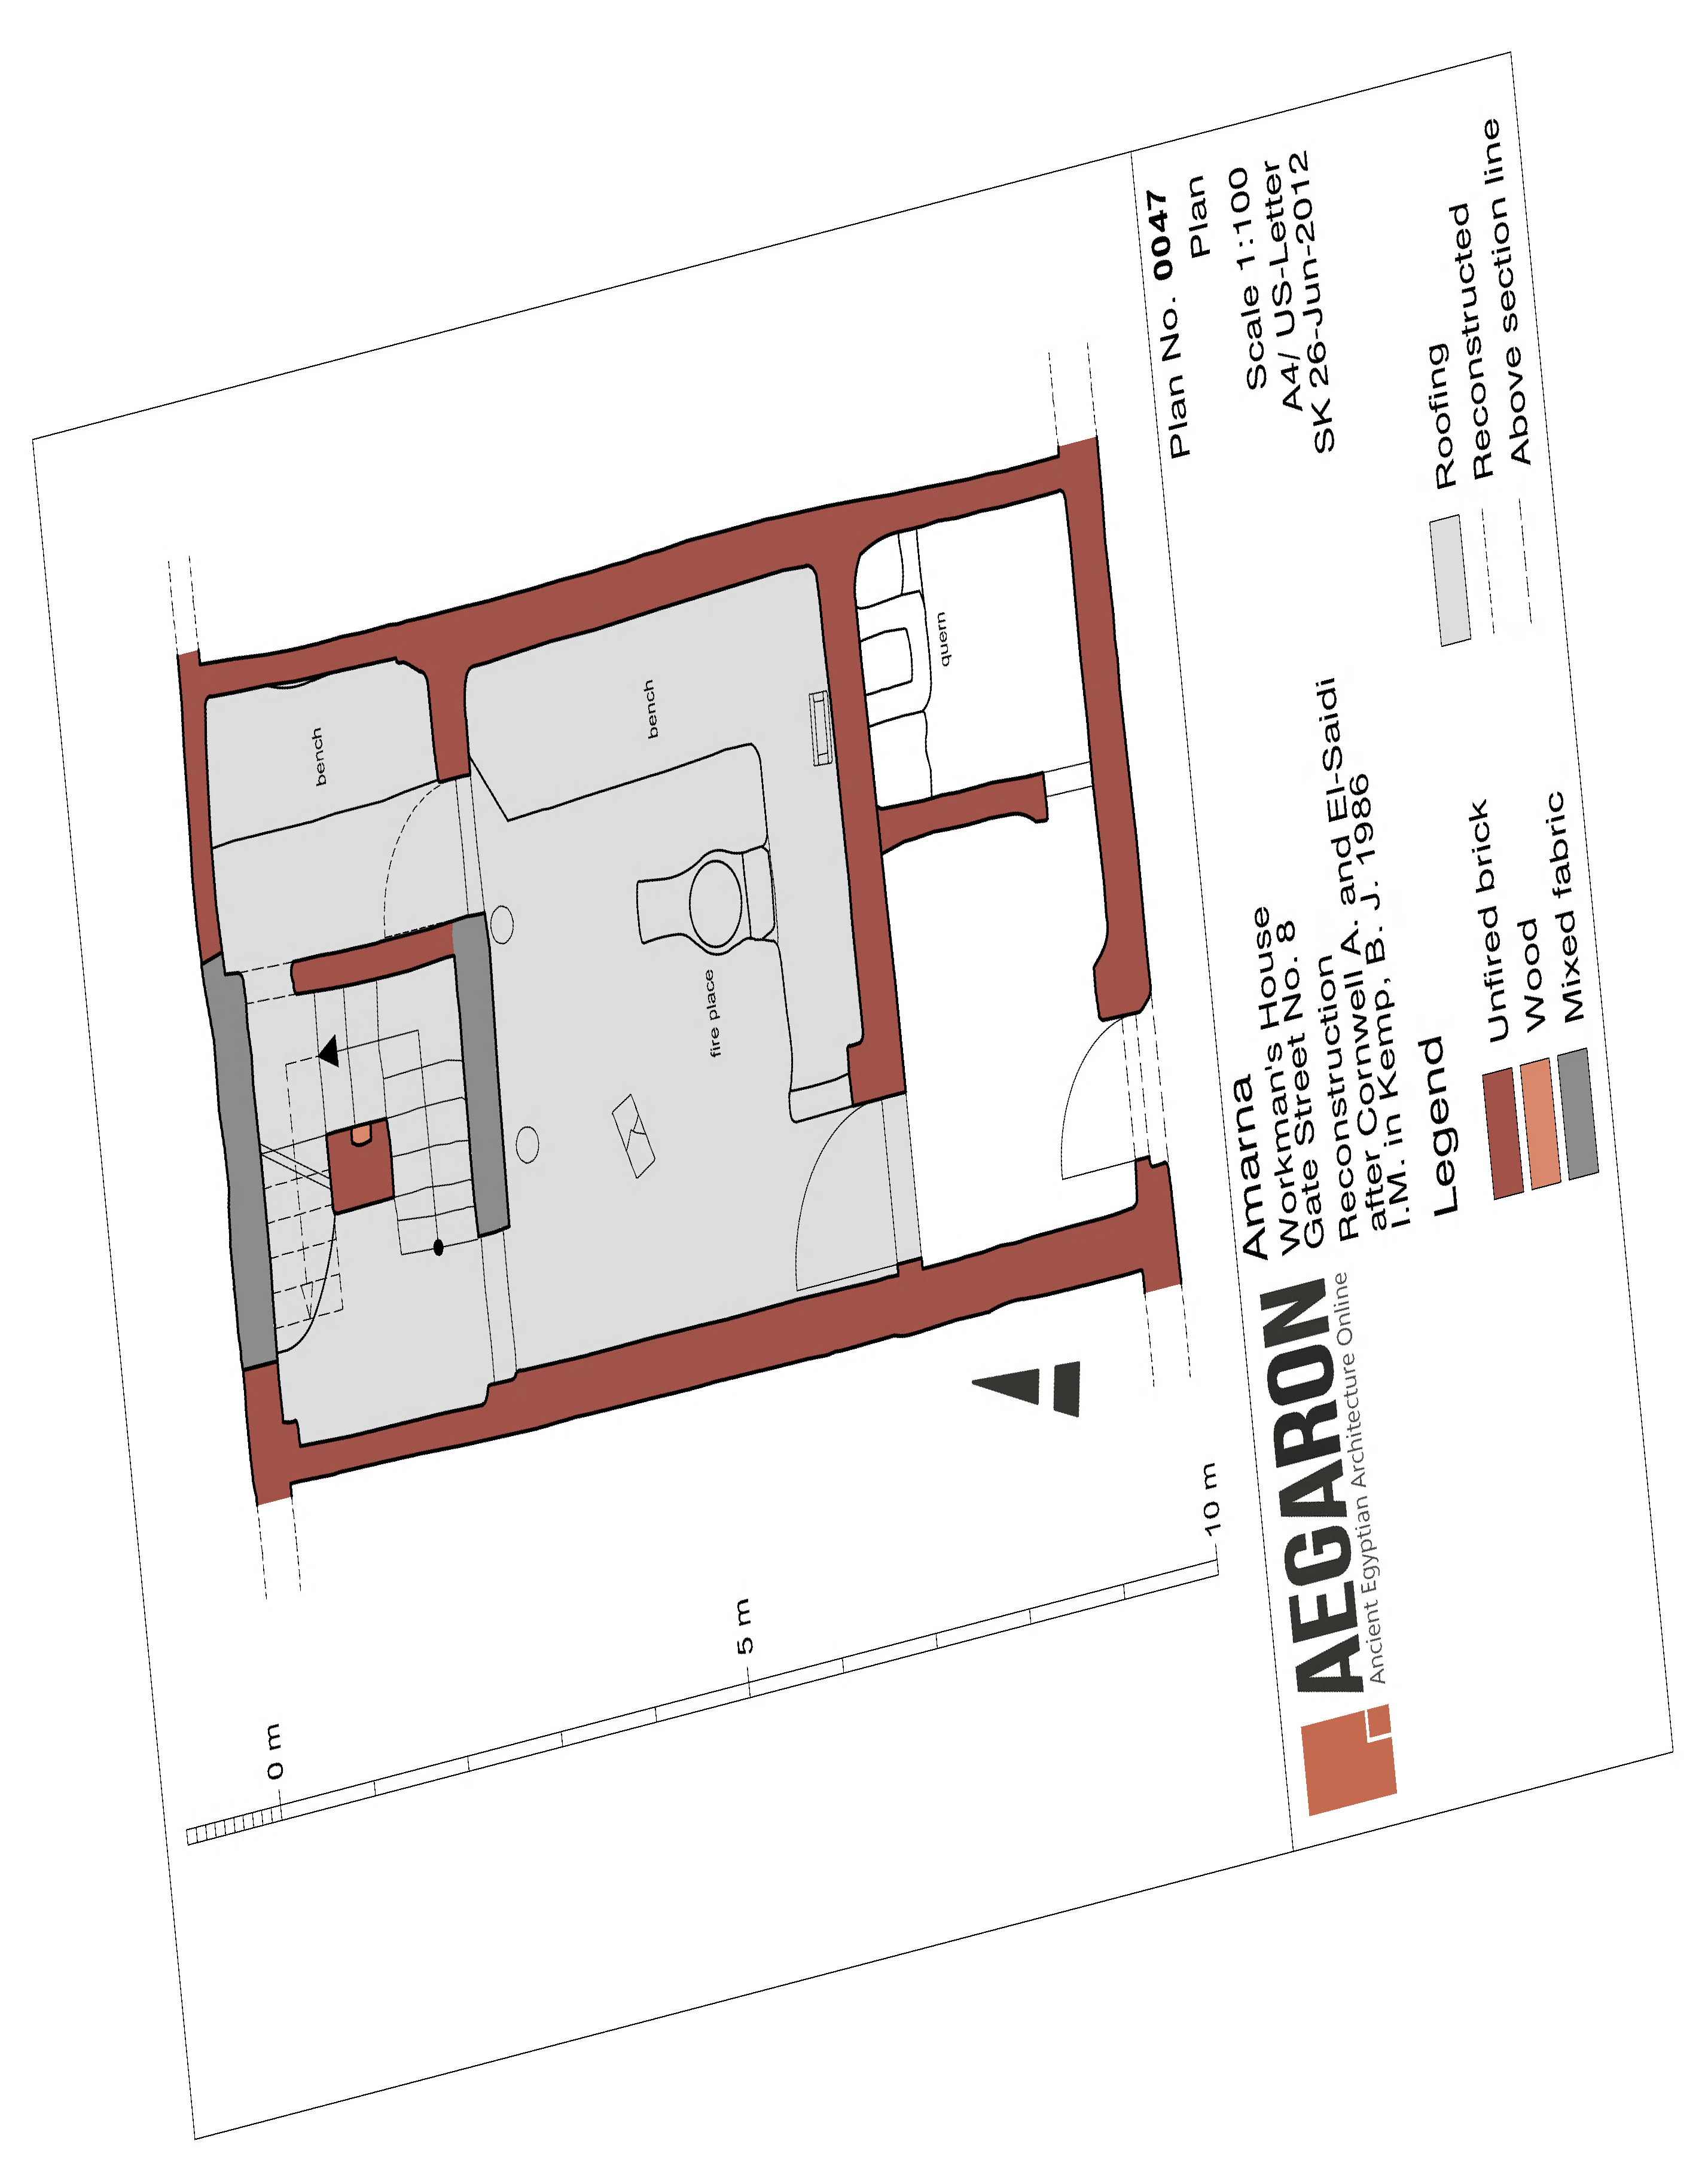 bench
bench
quern
fire place
0 m
5 m
10 m
AEGARON
Ancient Egyptian Architecture Online
Amarna
Workman's House
Gate Street No. 8
Reconstruction
after Cornwell A. and El-Saidi
I.M. in Kemp, B. J. 1986
Plan No. 0047
Plan
Scale 1:100
A4/ US-Letter
SK 26-Jun-2012
Legend
Unfired brick
Wood
Mixed fabric
Roofing
Reconstructed
Above section line